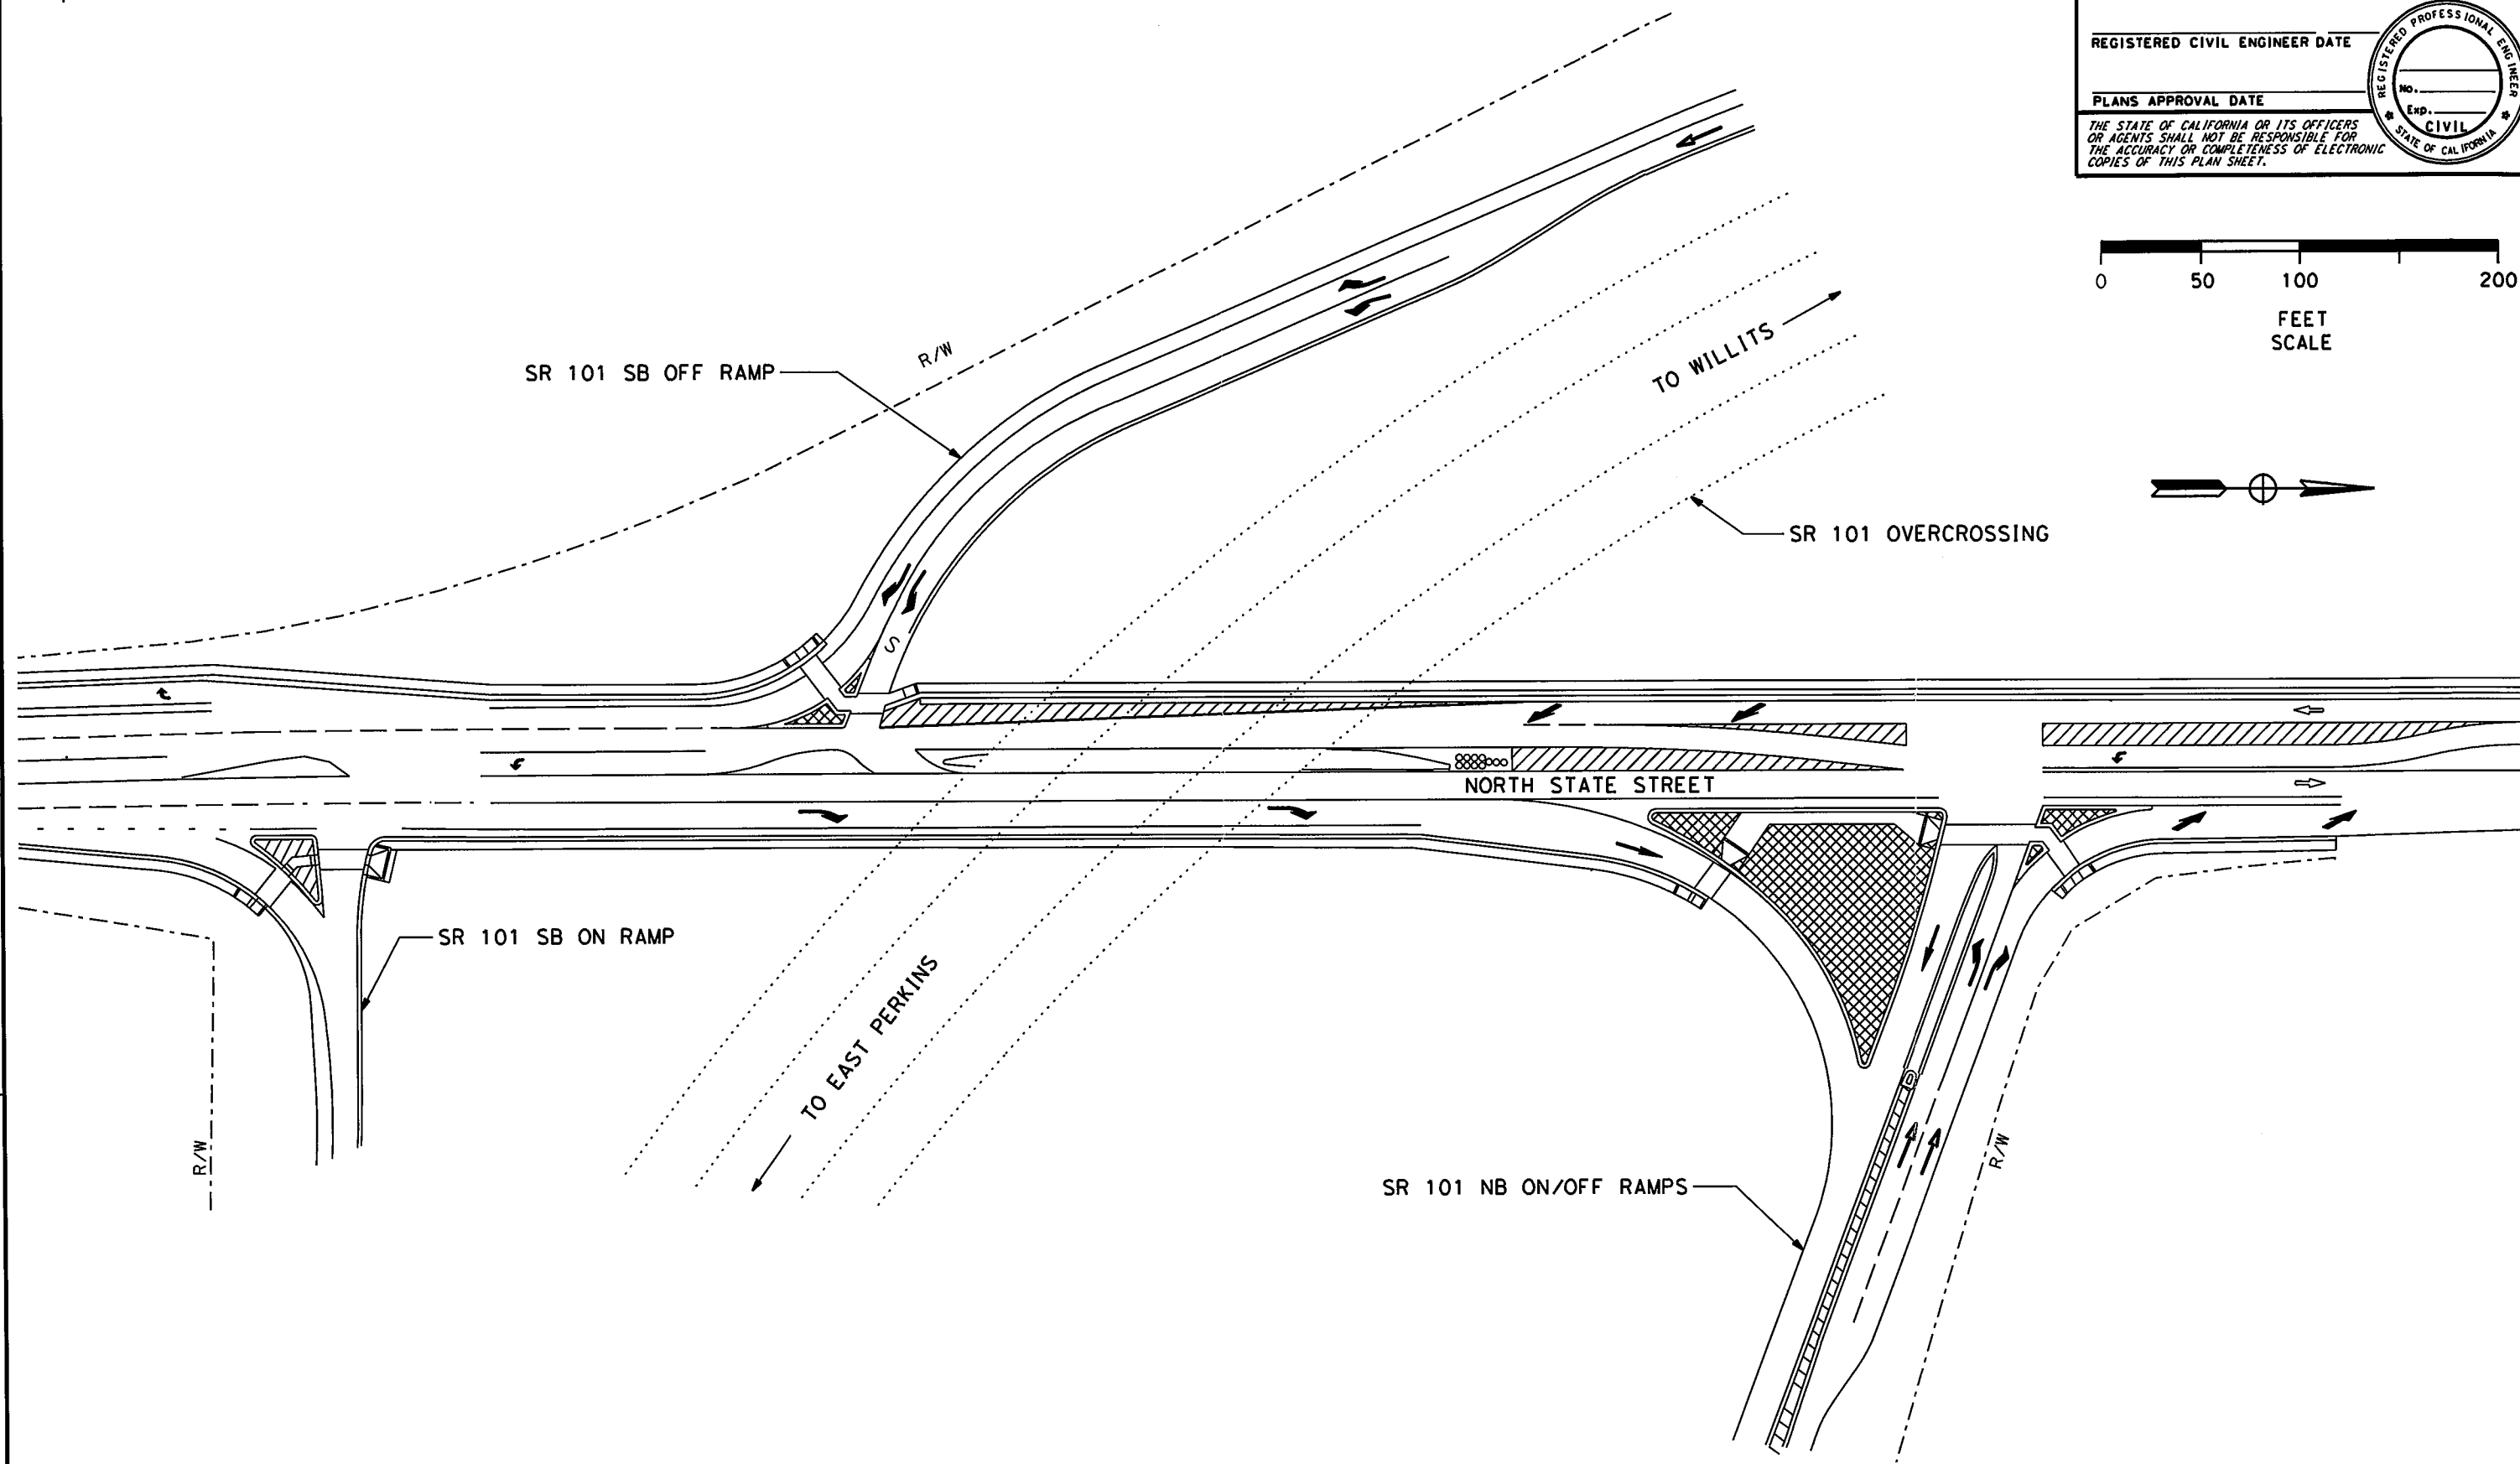 REGISTERED CIVIL ENGINEER DATE
PLANS APPROVAL DATE
THE STATE OF CALIFORNIA OR ITS OFFICERS
OR AGENTS SHALL NOT BE RESPONSIBLE FOR
THE ACCURACY OR COMPLETENESS OF ELECTRONIC
COPIES OF THIS PLAN SHEET.
REGISTERED PROFESSIONAL ENGINEER
No.
Exp.
CIVIL
STATE OF CALIFORNIA
0 50 100 200
FEET
SCALE
R/W
SR 101 SB OFF RAMP
TO WILLITS
SR 101 OVERCROSSING
S
NORTH STATE STREET
SR 101 SB ON RAMP
TO EAST PERKINS
R/W
R/W
SR 101 NB ON/OFF RAMPS